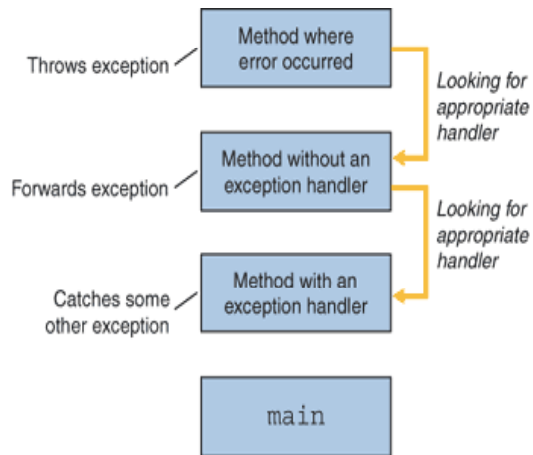 Method where
error occurred
Throws exception
Looking for
appropriate
handler
Method without an
exception handler
Forwards exception
Looking for
appropriate
handler
Method with an
exception handler
Catches some
other exception
main